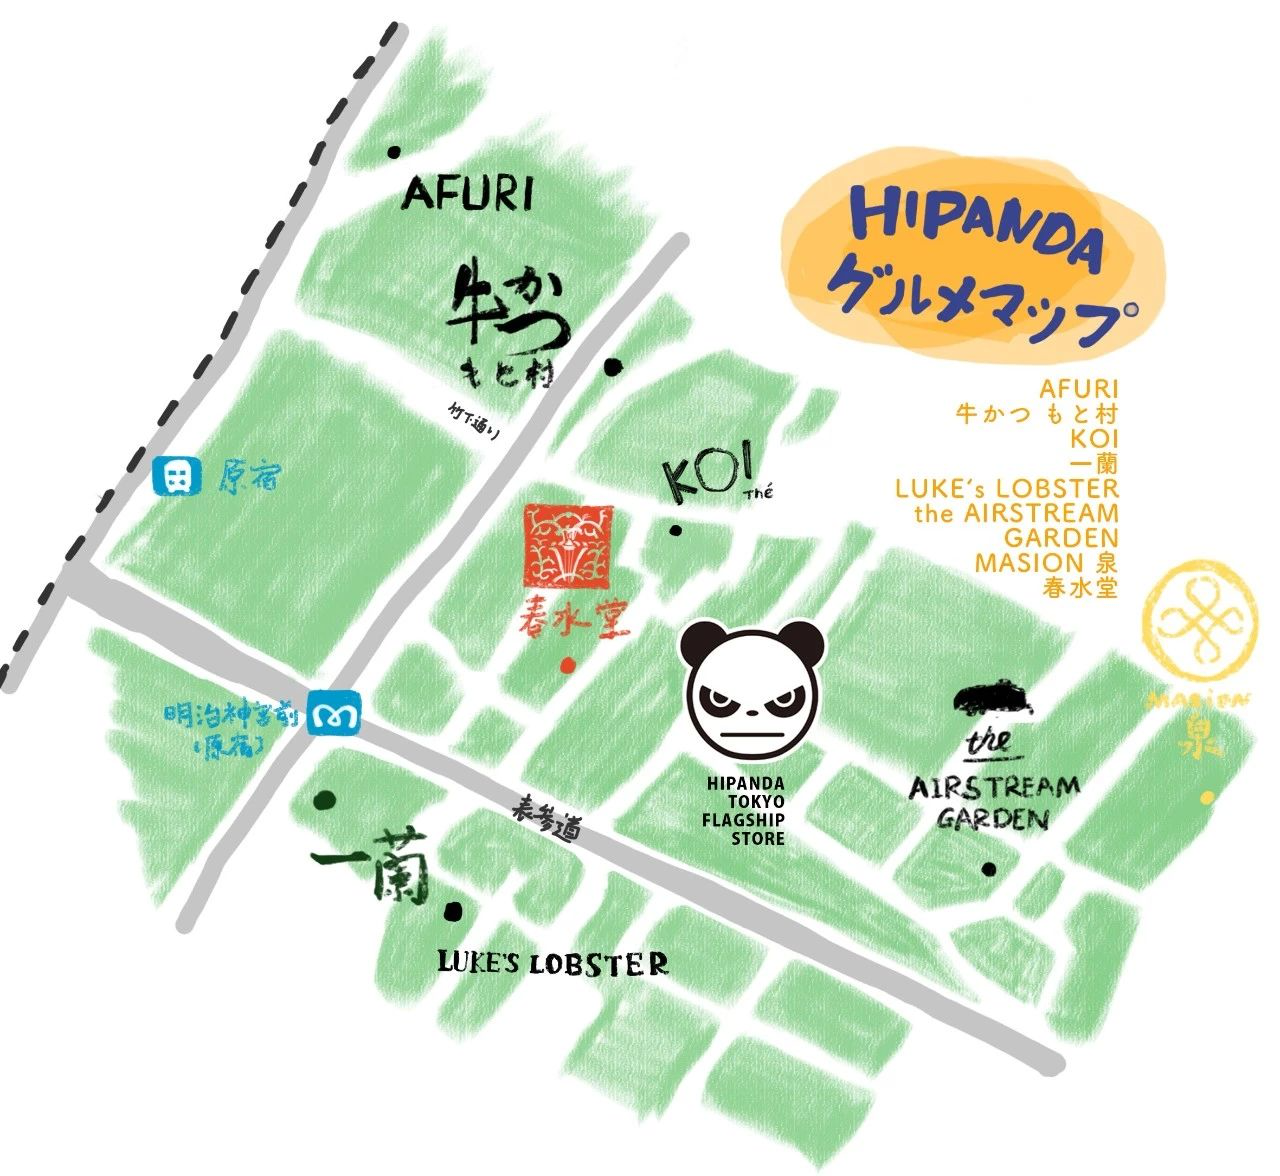 AFURI
牛かつ
もと村
竹下通り
HIPANDA
グルメマップ
AFURI
牛かつ もと村
KOI
一蘭
LUKE's LOBSTER
the AIRSTREAM
GARDEN
MASION 泉
春水堂
原宿
KOI
Thé
春水堂
明治神宮前
(原宿)
HIPANDA
TOKYO
FLAGSHIP
STORE
the
AIRSTREAM
GARDEN
Masion
泉
表参道
一蘭
LUKE'S LOBSTER